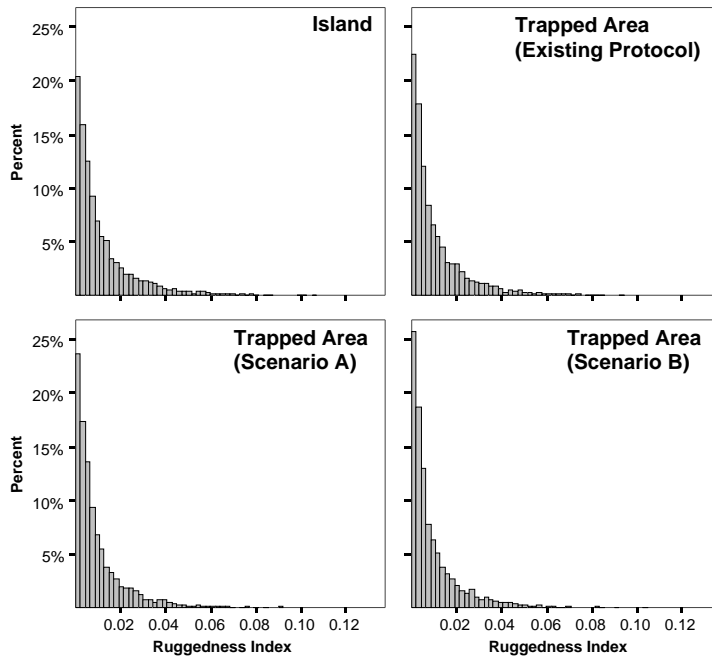 Island
25%
20%
15%
10%
5%
Percent
Trapped Area
(Existing Protocol)
Trapped Area
(Scenario A)
25%
20%
15%
10%
5%
Percent
0.02 0.04 0.06 0.08 0.10 0.12
Ruggedness Index
Trapped Area
(Scenario B)
0.02 0.04 0.06 0.08 0.10 0.12
Ruggedness Index